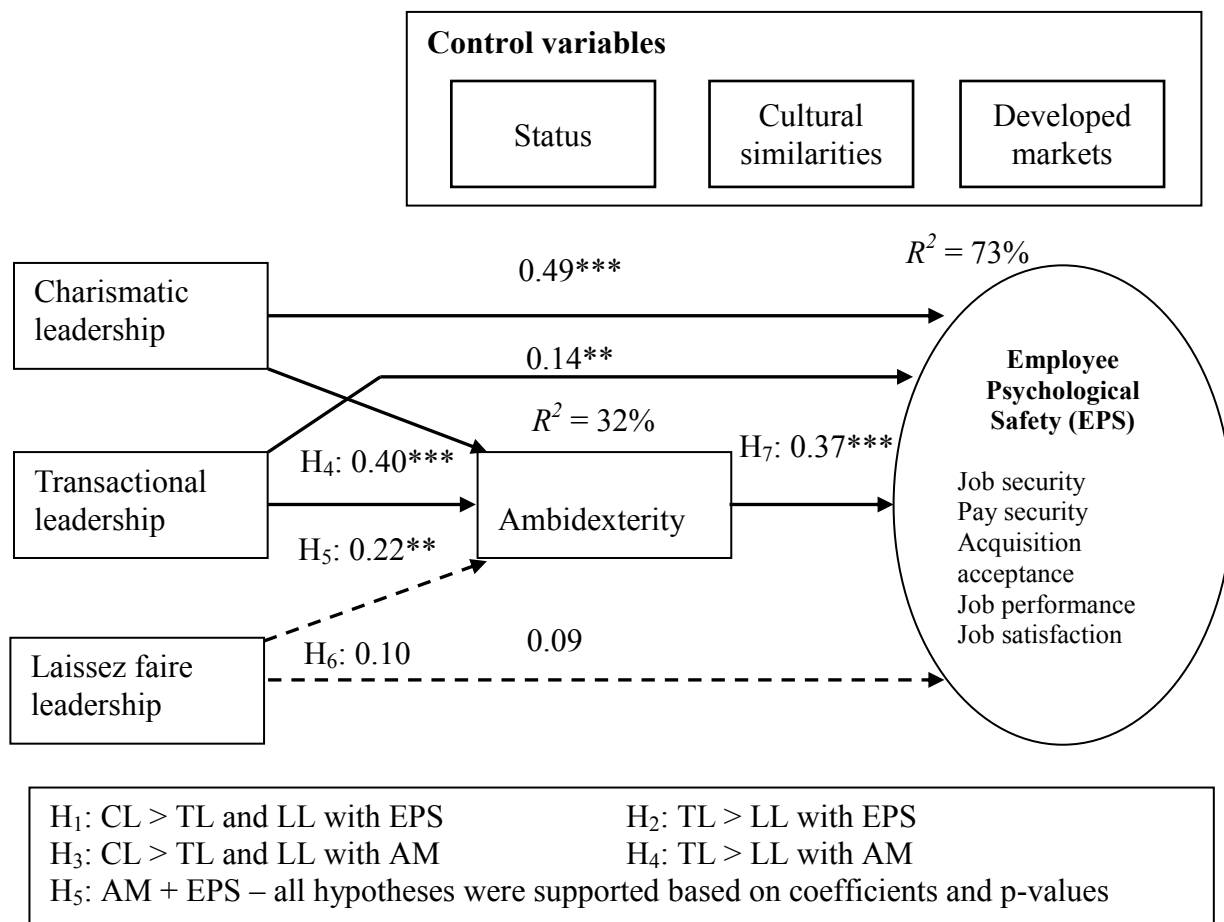 Control variables
Status
Cultural
similarities
Developed
markets
R² = 73%
0.49***
Charismatic
leadership
0.14**
Employee
Psychological
Safety (EPS)
R² = 32%
H₄: 0.40***
H₇: 0.37***
Transactional
leadership
Ambidexterity
Job security
Pay security
Acquisition
acceptance
Job performance
Job satisfaction
H₅: 0.22**
H₆: 0.10
0.09
Laissez faire
leadership
H₁: CL > TL and LL with EPS H₂: TL > LL with EPS
H₃: CL > TL and LL with AM H₄: TL > LL with AM
H₅: AM + EPS – all hypotheses were supported based on coefficients and p-values